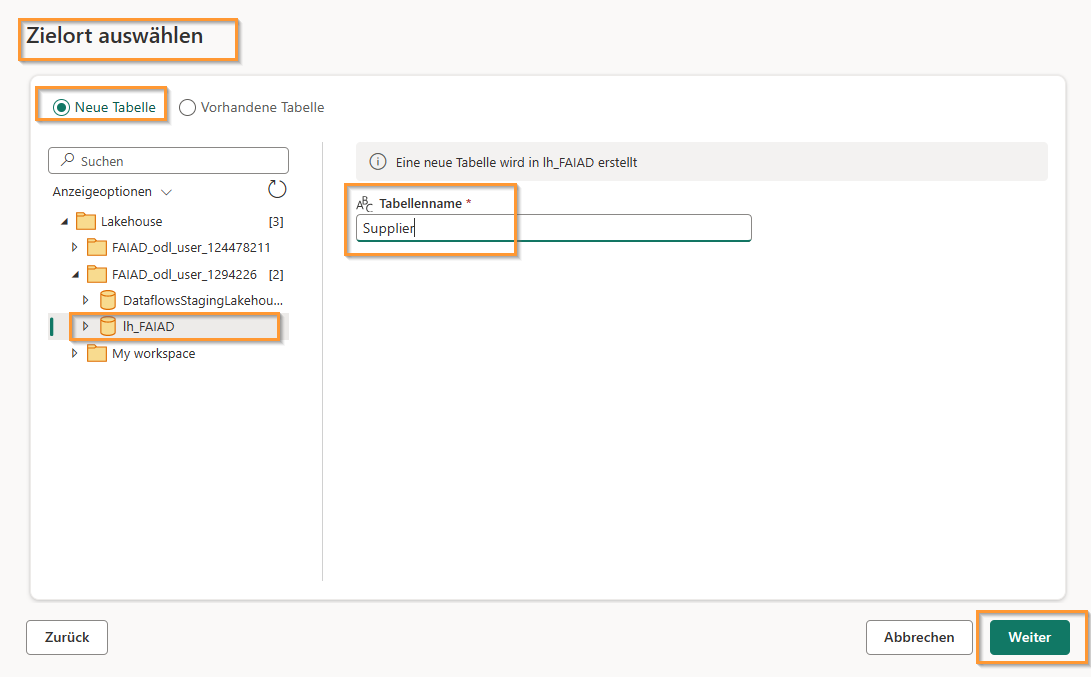 Zielort auswählen
Neue Tabelle
Vorhandene Tabelle
Suchen
Anzeigeoptionen
Lakehouse [3]
FAIAD_odl_user_124478211
FAIAD_odl_user_1294226 [2]
DataflowsStagingLakehou...
lh_FAIAD
My workspace
Eine neue Tabelle wird in lh_FAIAD erstellt
ABC Tabellenname *
Supplier
Zurück
Abbrechen
Weiter